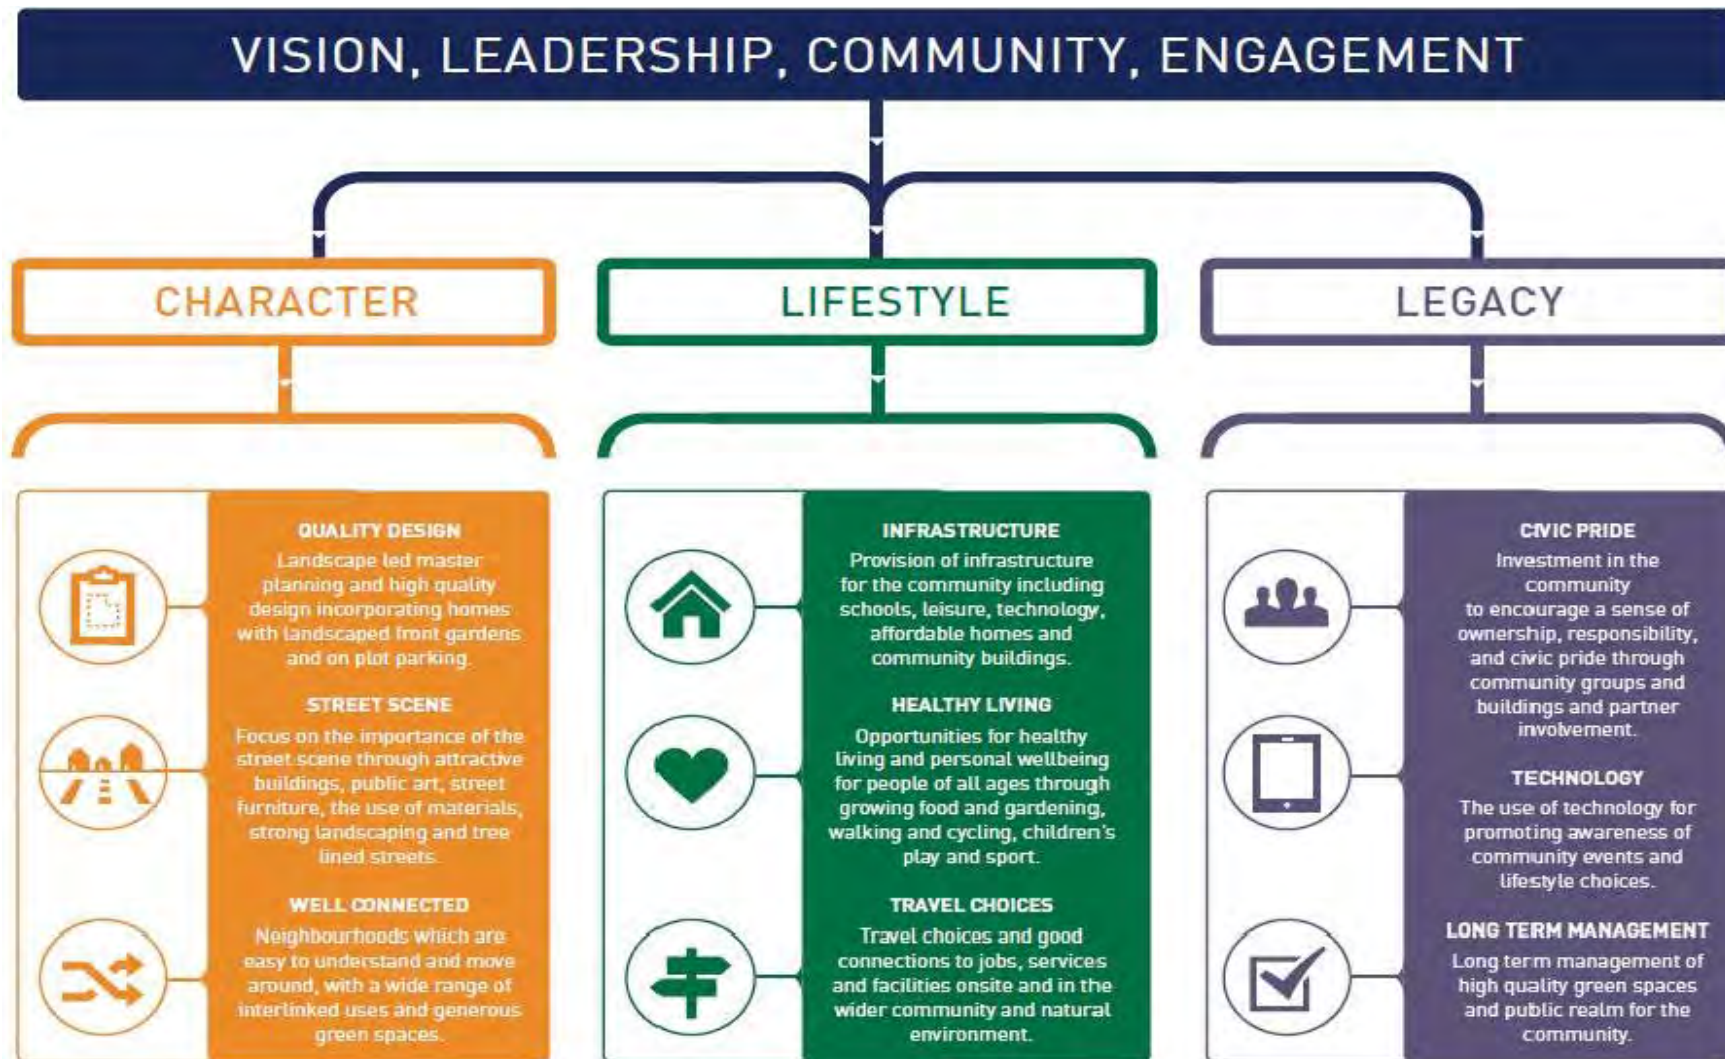 VISION, LEADERSHIP, COMMUNITY, ENGAGEMENT
CHARACTER
QUALITY DESIGN
Landscape led master
planning and high quality
design incorporating homes
with landscaped front gardens
and on plot parking.
STREET SCENE
Focus on the importance of the
street scene through attractive
buildings, public art, street
furniture, the use of materials,
strong landscaping and tree
lined streets.
WELL CONNECTED
Neighbourhoods which are
easy to understand and move
around, with a wide range of
interlinked uses and generous
green spaces.
LIFESTYLE
INFRASTRUCTURE
Provision of infrastructure
for the community including
schools, leisure, technology,
affordable homes and
community buildings.
HEALTHY LIVING
Opportunities for healthy
living and personal wellbeing
for people of all ages through
growing food and gardening,
walking and cycling, children's
play and sport.
TRAVEL CHOICES
Travel choices and good
connections to jobs, services
and facilities onsite and in the
wider community and natural
environment.
LEGACY
CIVIC PRIDE
Investment in the
community
to encourage a sense of
ownership, responsibility,
and civic pride through
community groups and
buildings and partner
involvement.
TECHNOLOGY
The use of technology for
promoting awareness of
community events and
lifestyle choices.
LONG TERM MANAGEMENT
Long term management of
high quality green spaces
and public realm for the
community.